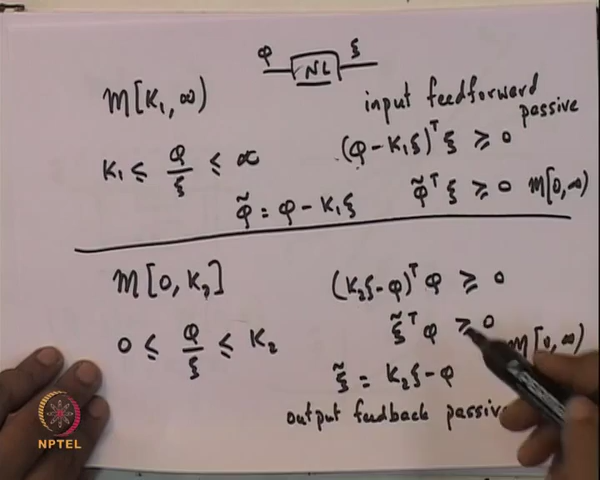 φ NL ξ
M[K₁, ∞)
input feedforward passive
K₁ ≤ φ/ξ ≤ ∞
(φ - K₁ξ)ᵀ ξ ≥ 0
φ̃ = φ - K₁ξ
φ̃ᵀ ξ ≥ 0 M[0, ∞)
M[0, K₂]
(K₂ξ - φ)ᵀ φ ≥ 0
0 ≤ φ/ξ ≤ K₂
ξ̃ᵀ φ ≥ 0
M[0, ∞)
ξ̃ = K₂ξ - φ
output feedback
NPTEL